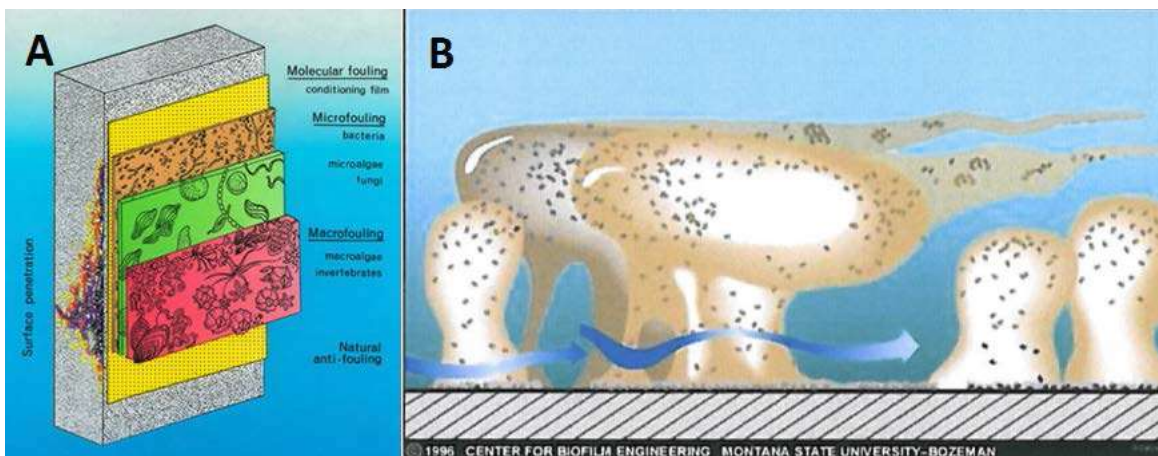 A
Molecular fouling
conditioning film
Microfouling
bacteria
microalgae
fungi
Macrofouling
macroalgae
invertebrates
Natural
anti-fouling
Surface penetration
B
© 1996 CENTER FOR BIOFILM ENGINEERING MONTANA STATE UNIVERSITY-BOZEMAN